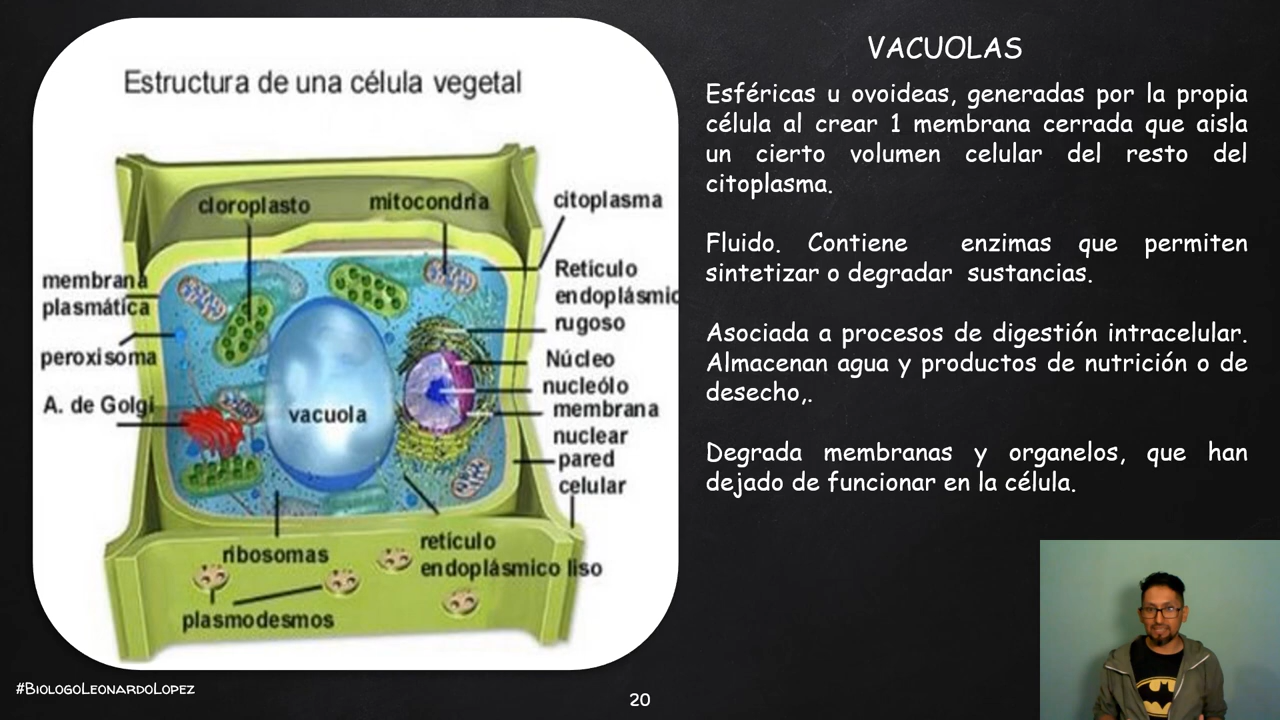 Estructura de una célula vegetal
cloroplasto
mitocondria
citoplasma
membrana
plasmática
Retículo
endoplásmic
rugoso
peroxisoma
Núcleo
nucleólo
A. de Golgi
membrana
nuclear
vacuola
pared
celular
ribosomas
retículo
endoplásmico liso
plasmodesmos
VACUOLAS
Esféricas u ovoideas, generadas por la propia
célula al crear 1 membrana cerrada que aisla
un cierto volumen celular del resto del
citoplasma.
Fluido. Contiene enzimas que permiten
sintetizar o degradar sustancias.
Asociada a procesos de digestión intracelular.
Almacenan agua y productos de nutrición o de
desecho,.
Degrada membranas y organelos, que han
dejado de funcionar en la célula.
#BiologoLeonardoLopez
20